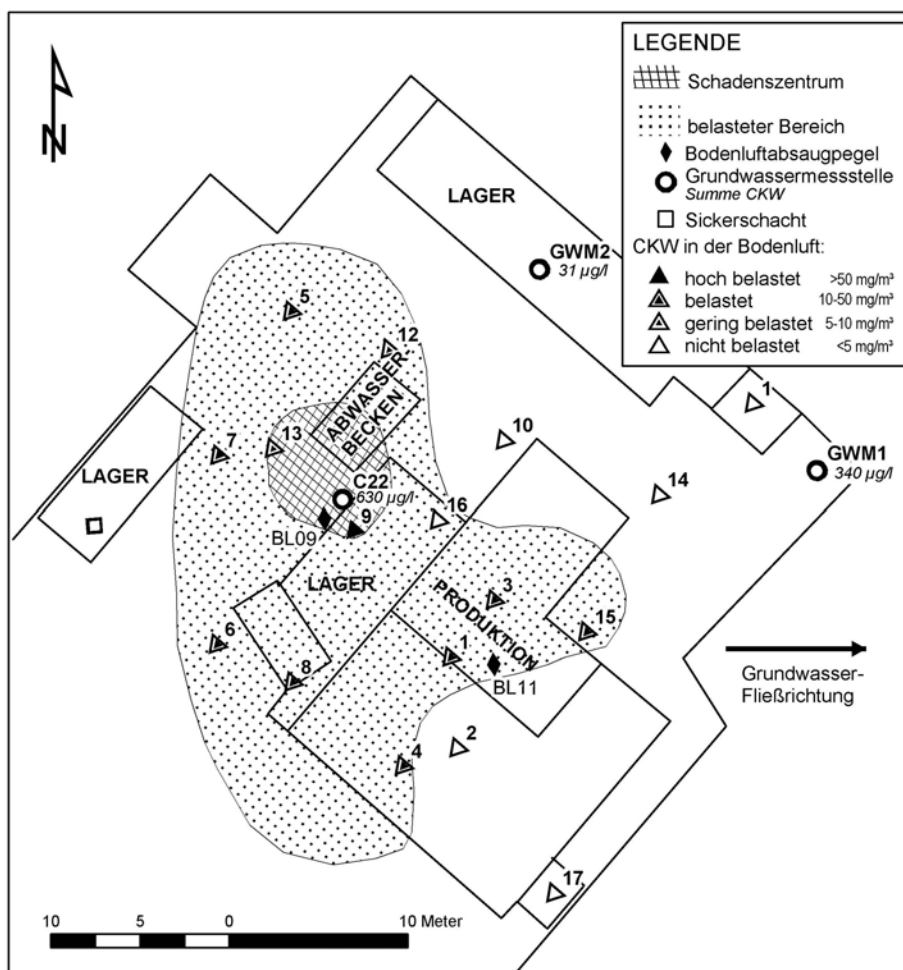 LEGENDE
Schadenszentrum
belasteter Bereich
Bodenluftabsaugpegel
Grundwassermessstelle
Summe CKW
Sickerschacht
CKW in der Bodenluft:
hoch belastet >50 mg/m³
belastet 10-50 mg/m³
gering belastet 5-10 mg/m³
nicht belastet <5 mg/m³
N
LAGER
GWM2
31 µg/l
5
12
ABWASSER-
BECKEN
1
10
13
7
LAGER
GWM1
340 µg/l
C22
630 µg/l
14
16
9
BL09
LAGER
PRODUKTION
3
15
6
1
8
BL11
Grundwasser-
Fließrichtung
2
4
17
10 5 0 10 Meter